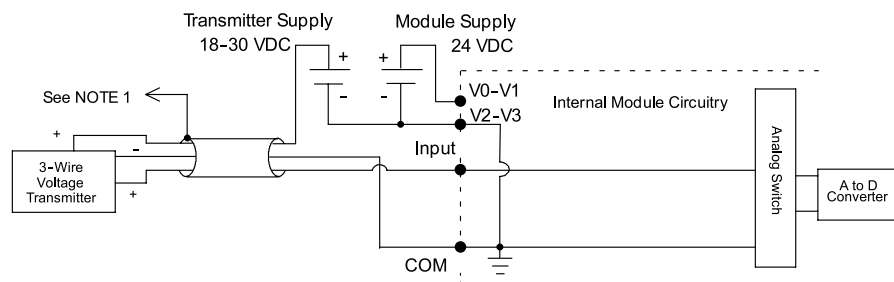 Transmitter Supply
18-30 VDC
Module Supply
24 VDC
+
+
-
-
V0-V1
V2-V3
See NOTE 1
Internal Module Circuitry
Input
+
-
+
3-Wire
Voltage
Transmitter
Analog Switch
A to D
Converter
COM